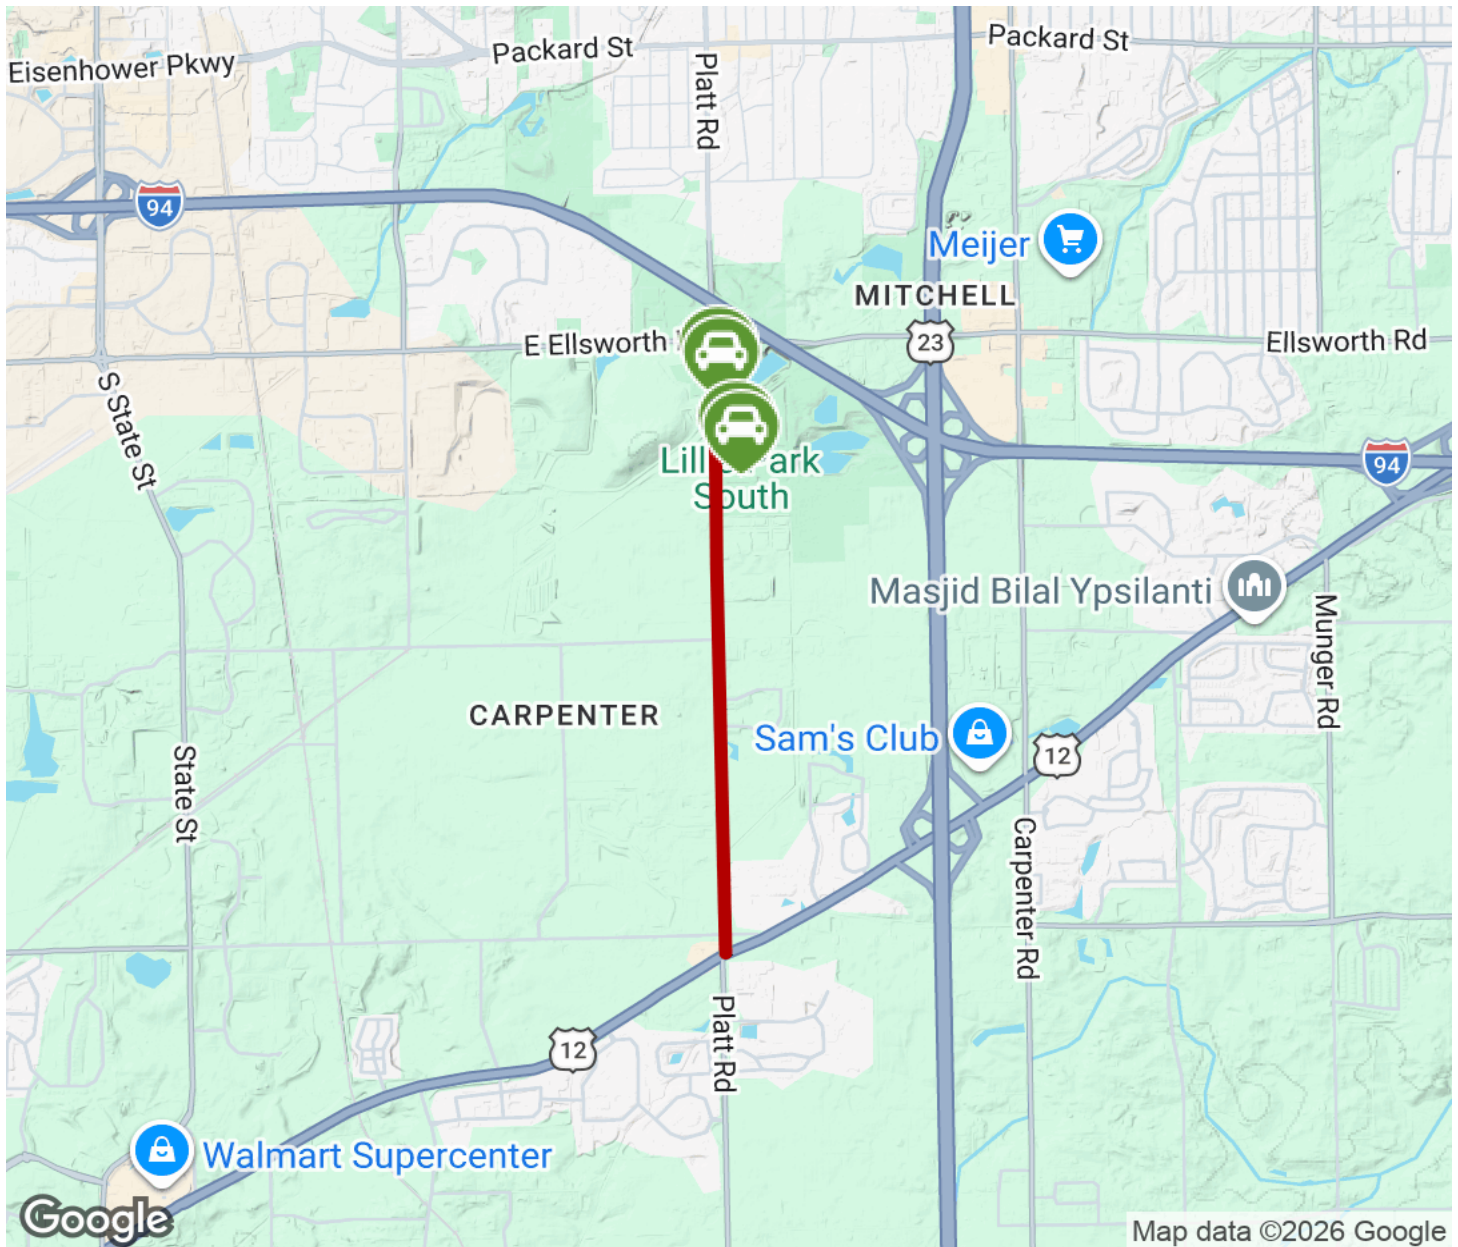 Packard St
Packard St
Eisenhower Pkwy
Platt Rd
94
Meijer
MITCHELL
E Ellsworth
23
Ellsworth Rd
S State St
Park
South
94
Masjid Bilal Ypsilanti
Munger Rd
CARPENTER
Sam's Club
12
State St
Carpenter Rd
Platt Rd
12
Walmart Supercenter
Google
Map data ©2026 Google